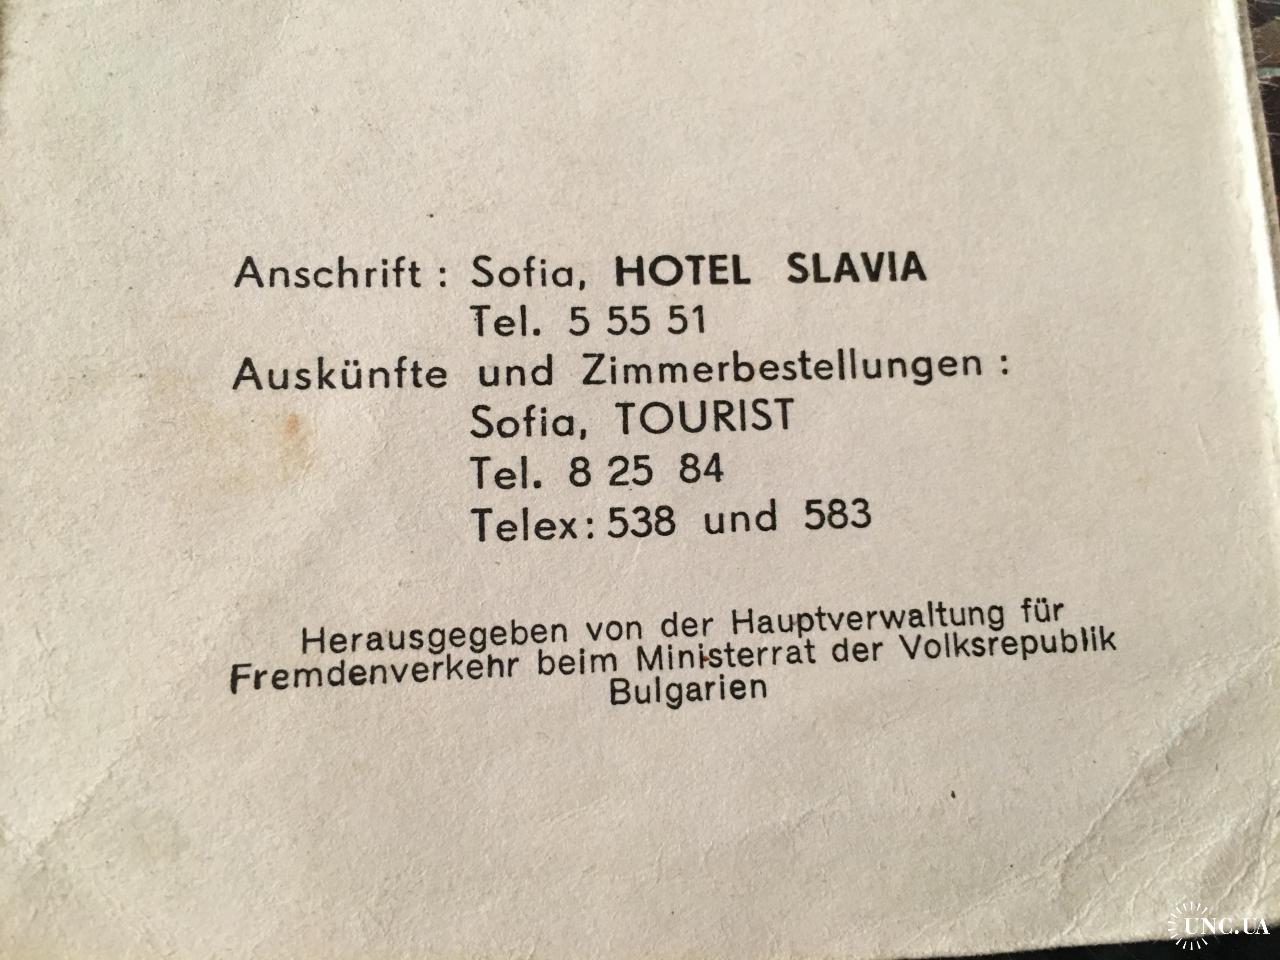 Anschrift : Sofia, HOTEL SLAVIA
Tel. 5 55 51
Auskünfte und Zimmerbestellungen :
Sofia, TOURIST
Tel. 8 25 84
Telex: 538 und 583
Herausgegeben von der Hauptverwaltung für
Fremdenverkehr beim Ministerrat der Volksrepublik
Bulgarien
UNC.UA